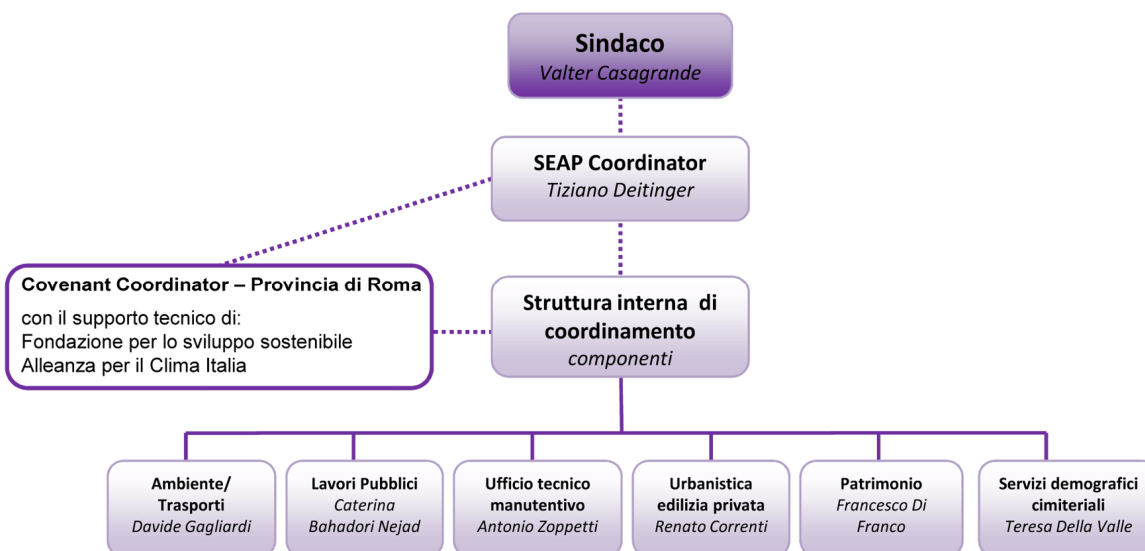 Sindaco
Valter Casagrande
SEAP Coordinator
Tiziano Deitinger
Covenant Coordinator – Provincia di Roma
con il supporto tecnico di:
Fondazione per lo sviluppo sostenibile
Alleanza per il Clima Italia
Struttura interna di
coordinamento
componenti
Ambiente/
Trasporti
Davide Gagliardi
Lavori Pubblici
Caterina
Bahadori Nejad
Ufficio tecnico
manutentivo
Antonio Zoppetti
Urbanistica
edilizia privata
Renato Correnti
Patrimonio
Francesco Di
Franco
Servizi demografici
cimiteriali
Teresa Della Valle